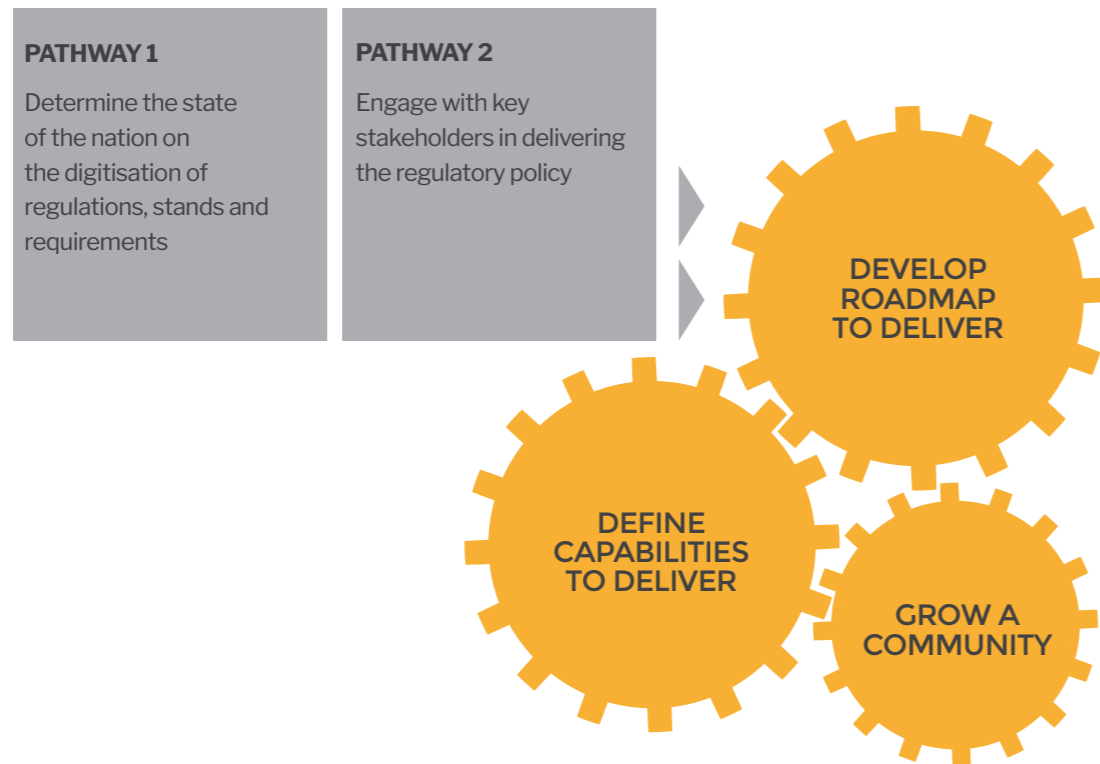 PATHWAY 1
Determine the state
of the nation on
the digitisation of
regulations, stands and
requirements
PATHWAY 2
Engage with key
stakeholders in delivering
the regulatory policy
DEVELOP
ROADMAP
TO DELIVER
DEFINE
CAPABILITIES
TO DELIVER
GROW A
COMMUNITY